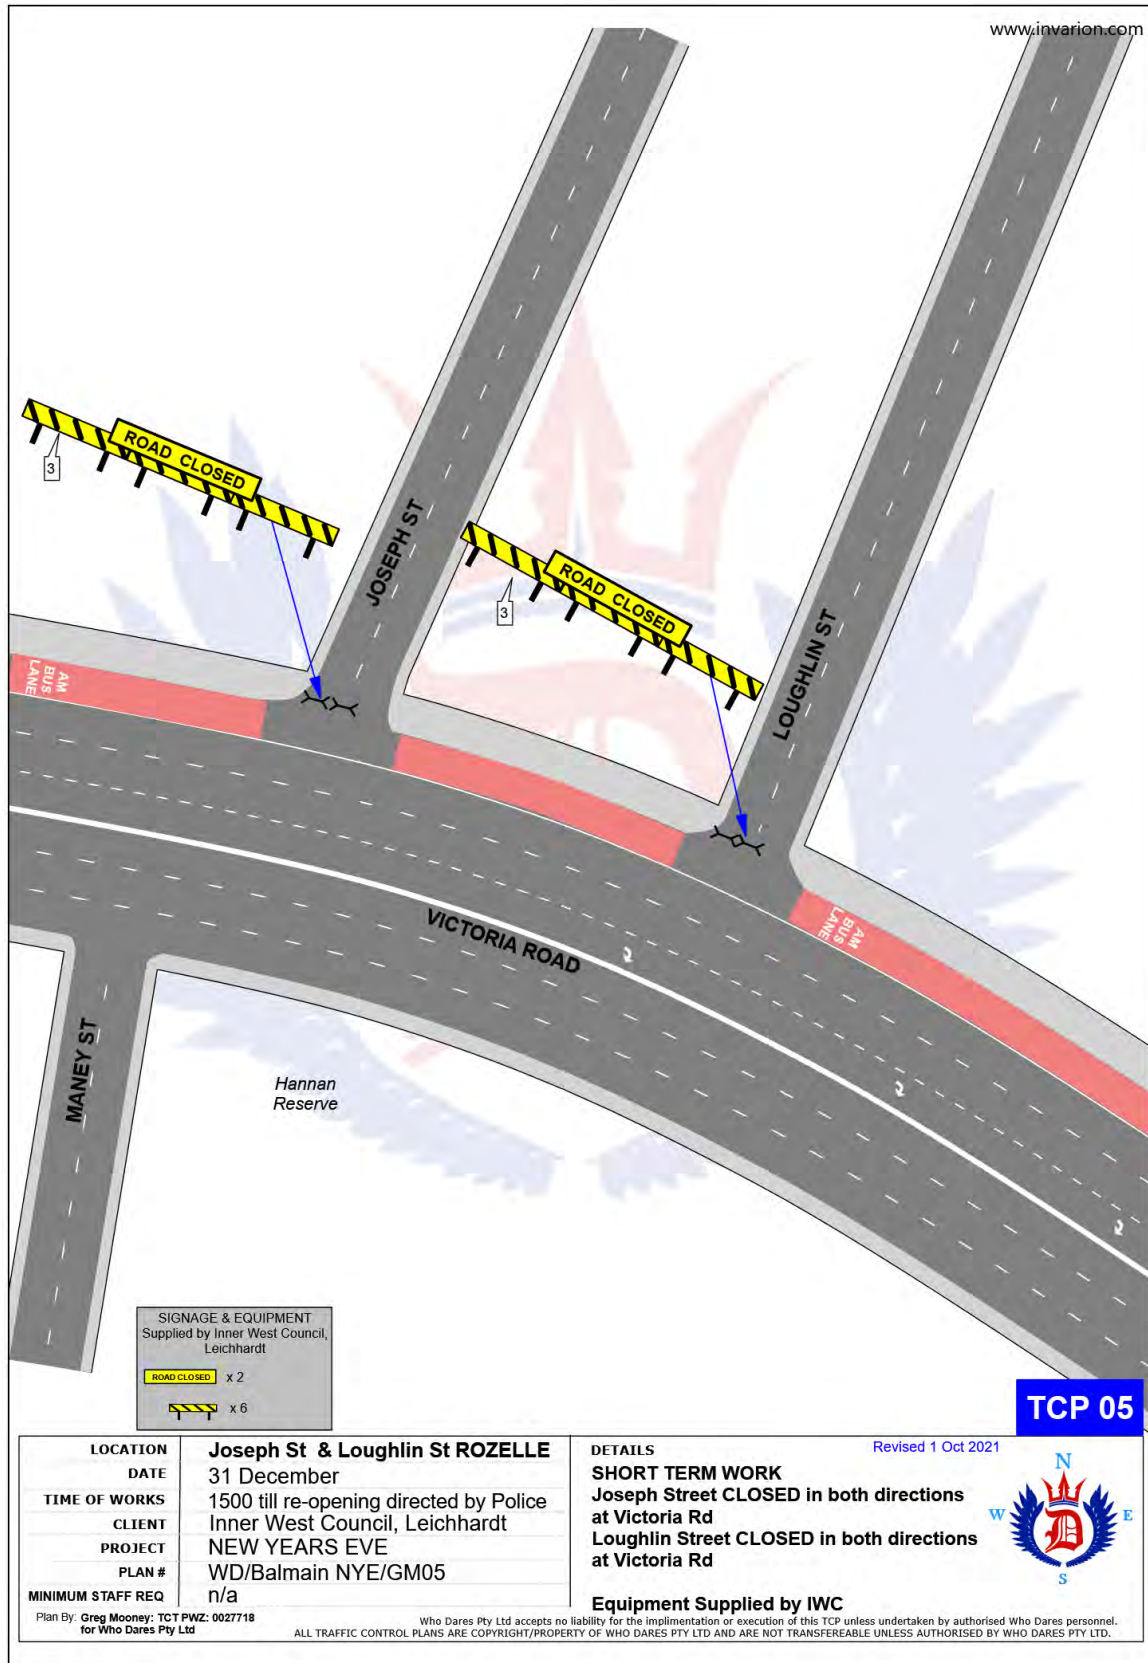 www.invarion.com
ROAD CLOSED
3
JOSEPH ST
ROAD CLOSED
3
LOUGHLIN ST
AM
BUS
LANE
AM
BUS
LANE
VICTORIA ROAD
MANEY ST
Hannan
Reserve
SIGNAGE & EQUIPMENT
Supplied by Inner West Council,
Leichhardt
ROAD CLOSED x 2
x 6
TCP 05
LOCATION Joseph St & Loughlin St ROZELLE
DATE 31 December
TIME OF WORKS 1500 till re-opening directed by Police
CLIENT Inner West Council, Leichhardt
PROJECT NEW YEARS EVE
PLAN # WD/Balmain NYE/GM05
MINIMUM STAFF REQ n/a
DETAILS Revised 1 Oct 2021
SHORT TERM WORK
Joseph Street CLOSED in both directions
at Victoria Rd
Loughlin Street CLOSED in both directions
at Victoria Rd
Equipment Supplied by IWC
N
W E
D
S
Plan By: Greg Mooney: TCT PWZ: 0027718
for Who Dares Pty Ltd
Who Dares Pty Ltd accepts no liability for the implimentation or execution of this TCP unless undertaken by authorised Who Dares personnel.
ALL TRAFFIC CONTROL PLANS ARE COPYRIGHT/PROPERTY OF WHO DARES PTY LTD AND ARE NOT TRANSFEREABLE UNLESS AUTHORISED BY WHO DARES PTY LTD.